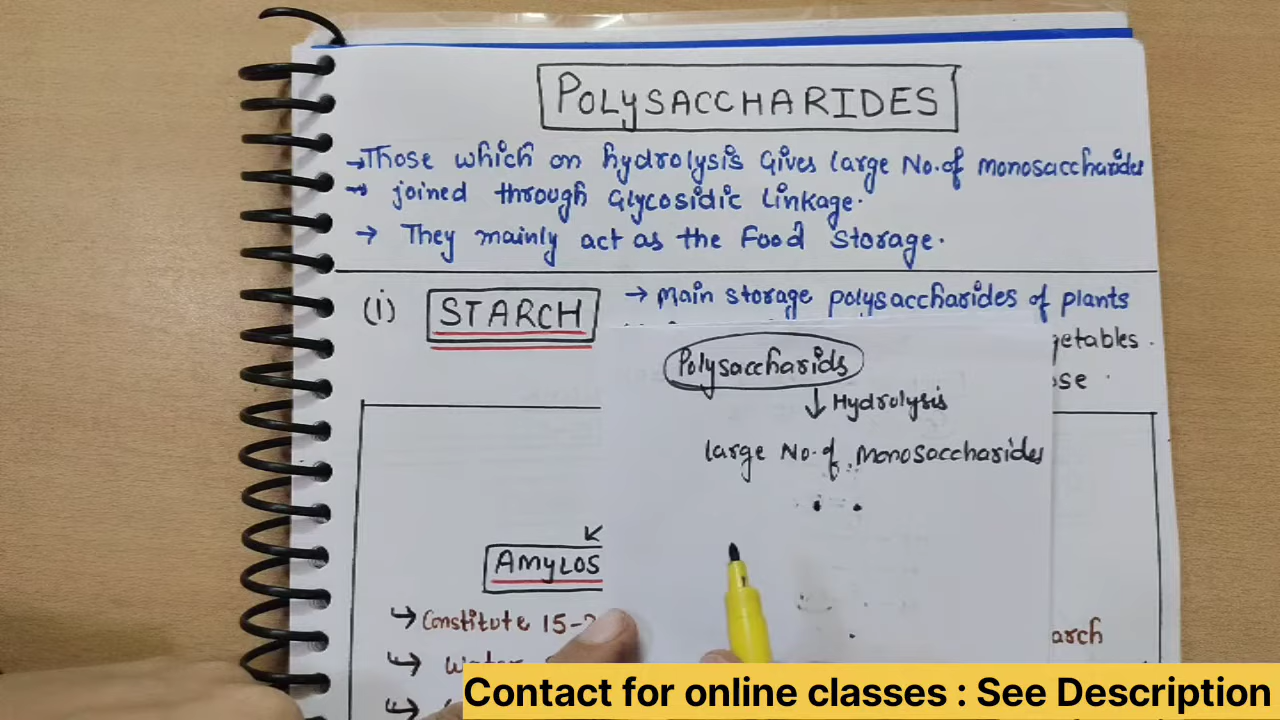 POLYSACCHARIDES
→Those which on hydrolysis Gives large No.of monosaccharides
→ joined through Glycosidic Linkage.
→ They mainly act as the Food Storage.
(i) STARCH → Main storage polysaccharides of plants
Polysaccharids
↓ Hydrolysis
large No. of monosaccharides
AMYLOS
→ Constitute 15-2
arch
Contact for online classes : See Description